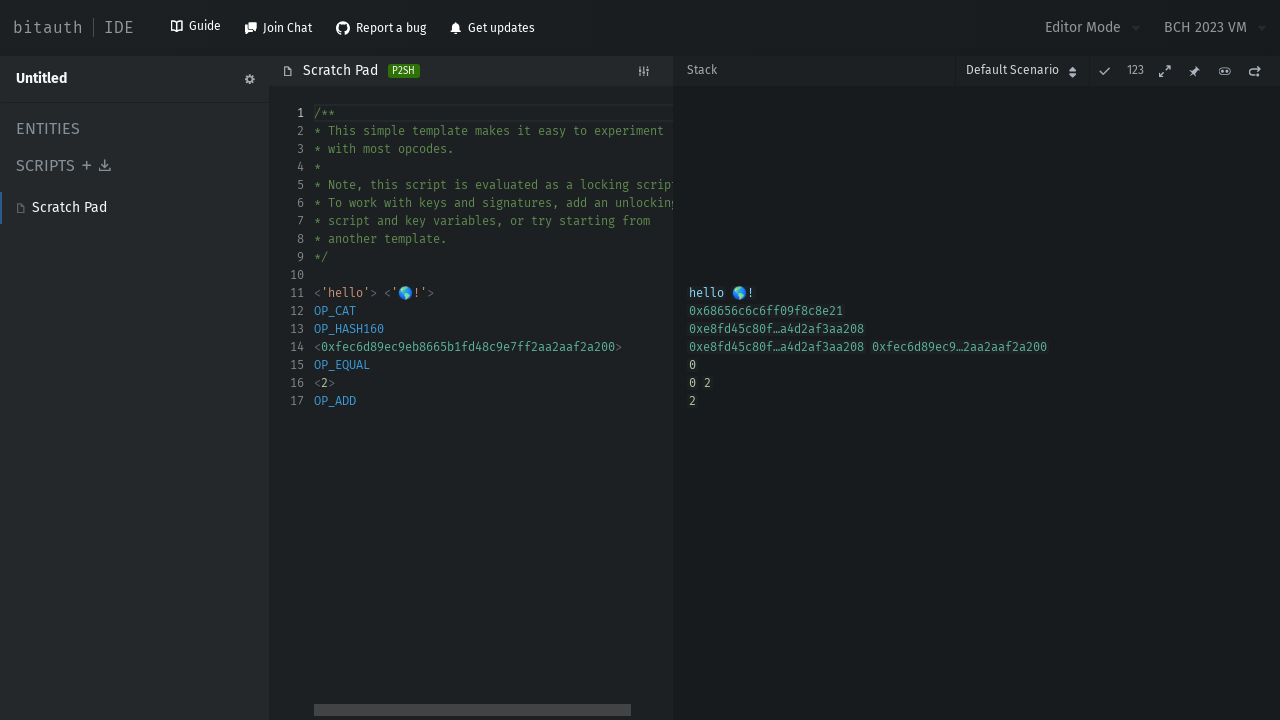 bitauth IDE Guide Join Chat Report a bug Get updates Editor Mode BCH 2023 VM
Untitled
ENTITIES
SCRIPTS
Scratch Pad
Scratch Pad P2SH
1 /**
2 * This simple template makes it easy to experiment
3 * with most opcodes.
4 *
5 * Note, this script is evaluated as a locking script
6 * To work with keys and signatures, add an unlocking
7 * script and key variables, or try starting from
8 * another template.
9 */
10
11 <'hello'> <'🌎!'>
12 OP_CAT
13 OP_HASH160
14 <0xfec6d89ec9eb8665b1fd48c9e7ff2aa2aaf2a200>
15 OP_EQUAL
16 <2>
17 OP_ADD
Stack Default Scenario 123
hello 🌎!
0x68656c6c6ff09f8c8e21
0xe8fd45c80f…a4d2af3aa208
0xe8fd45c80f…a4d2af3aa208 0xfec6d89ec9…2aa2aaf2a200
0
0 2
2